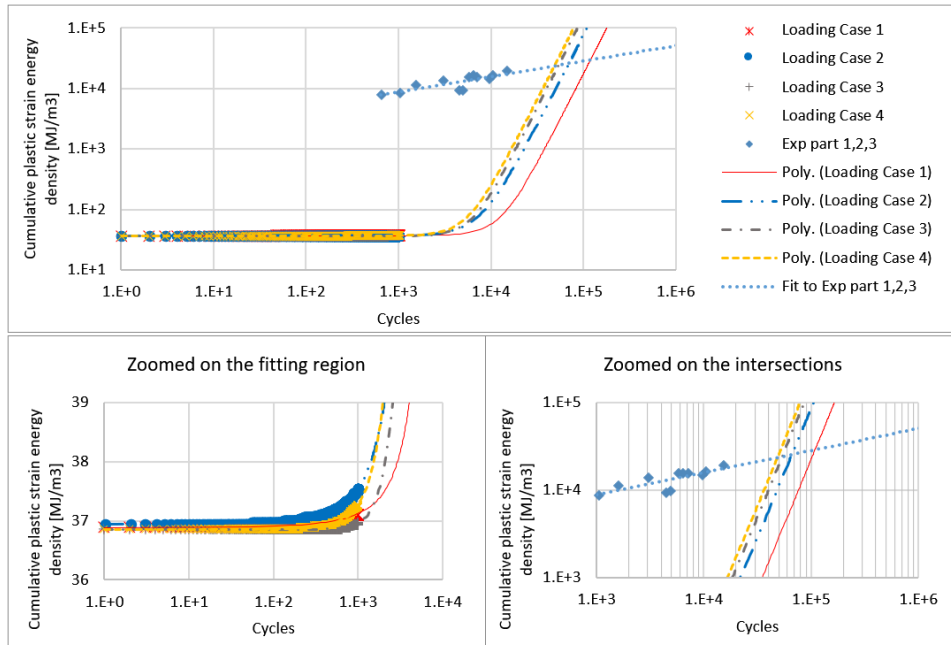 1.E+5
1.E+4
1.E+3
1.E+2
1.E+1
Cumulative plastic strain energy
density [MJ/m3]
1.E+0 1.E+1 1.E+2 1.E+3 1.E+4 1.E+5 1.E+6
Cycles
Loading Case 1
Loading Case 2
Loading Case 3
Loading Case 4
Exp part 1,2,3
Poly. (Loading Case 1)
Poly. (Loading Case 2)
Poly. (Loading Case 3)
Poly. (Loading Case 4)
Fit to Exp part 1,2,3
Zoomed on the fitting region
Cumulative plastic strain energy
density [MJ/m3]
39
38
37
36
1.E+0 1.E+1 1.E+2 1.E+3 1.E+4
Cycles
Zoomed on the intersections
Cumulative plastic strain energy
density [MJ/m3]
1.E+5
1.E+4
1.E+3
1.E+3 1.E+4 1.E+5 1.E+6
Cycles